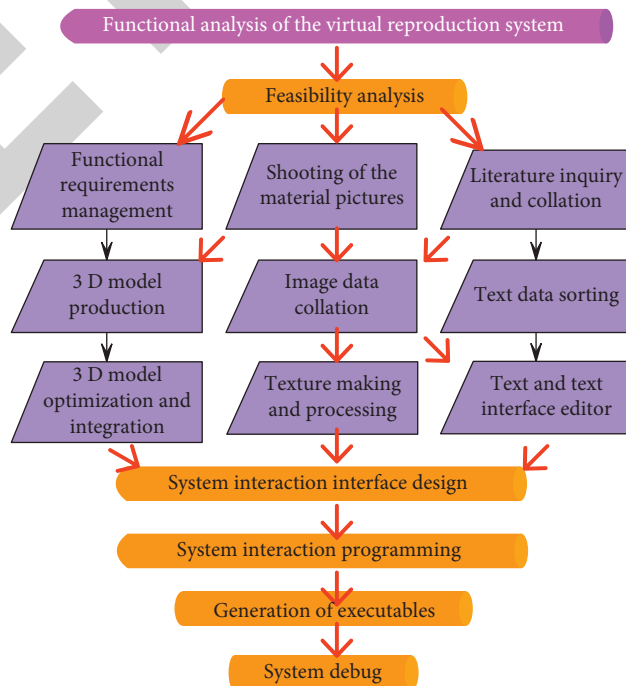 Functional analysis of the virtual reproduction system
Feasibility analysis
Functional
requirements
management
Shooting of the
material pictures
Literature inquiry
and collation
3 D model
production
Image data
collation
Text data sorting
3 D model
optimization and
integration
Texture making
and processing
Text and text
interface editor
System interaction interface design
System interaction programming
Generation of executables
System debug